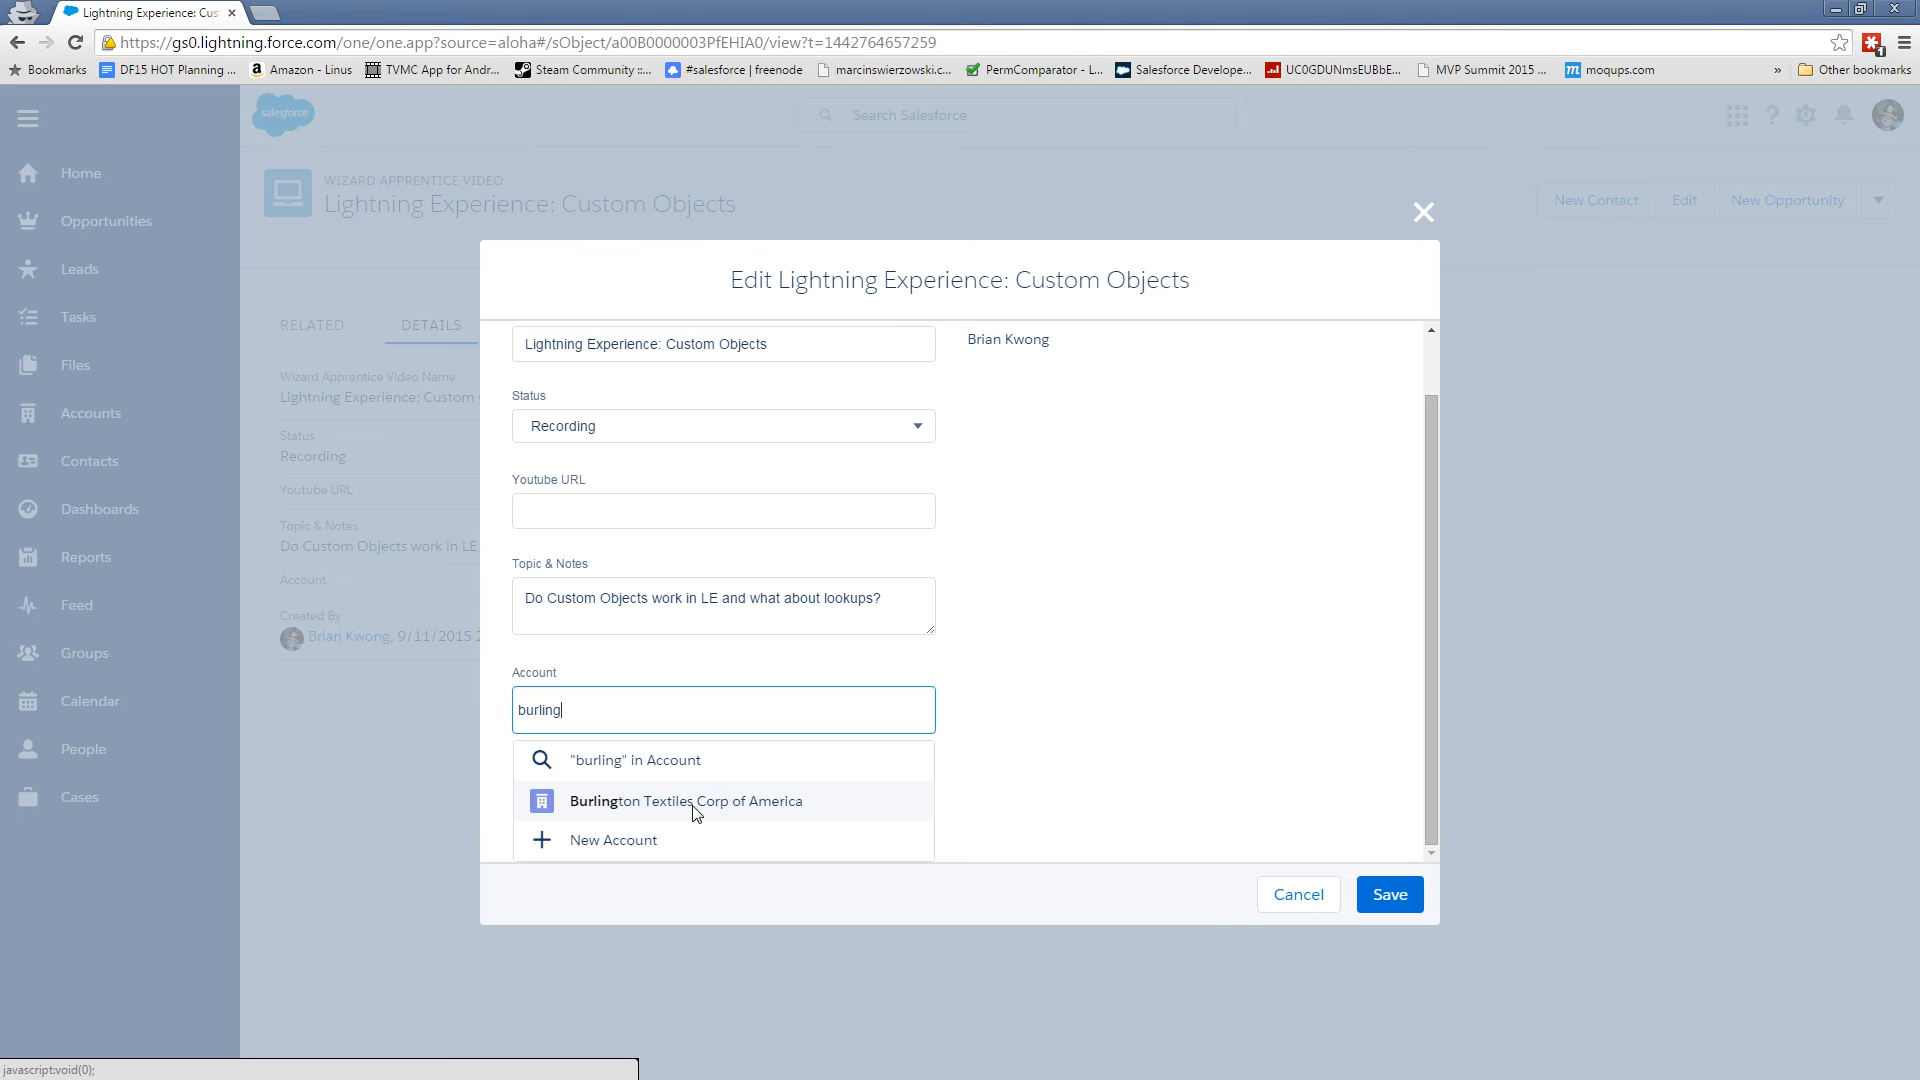 Lightning Experience: Cus
https://gs0.lightning.force.com/one/one.app?source=aloha#/sObject/a00B0000003PfEHIA0/view?t=1442764657259
Bookmarks
DF15 HOT Planning ...
Amazon - Linus
TVMC App for Andr...
Steam Community :...
#salesforce | freenode
marcinswierzowski.c...
PermComparator - L...
Salesforce Develope...
UC0GDUNmsEUBbE...
MVP Summit 2015 ...
moqups.com
»
Other bookmarks
1
salesforce
Search Salesforce
Home
Opportunities
Leads
Tasks
Files
Accounts
Contacts
Dashboards
Reports
Feed
Groups
Calendar
People
Cases
WIZARD APPRENTICE VIDEO
Lightning Experience: Custom Objects
New Contact
Edit
New Opportunity
RELATED
DETAILS
Wizard Apprentice Video Name
Lightning Experience: Custom
Status
Recording
Youtube URL
Topic & Notes
Do Custom Objects work in LE
Account
Created By
Brian Kwong, 9/11/2015 2
Edit Lightning Experience: Custom Objects
Lightning Experience: Custom Objects
Brian Kwong
Status
Recording
Youtube URL
Topic & Notes
Do Custom Objects work in LE and what about lookups?
Account
burling
"burling" in Account
Burlington Textiles Corp of America
New Account
Cancel
Save
javascript:void(0);